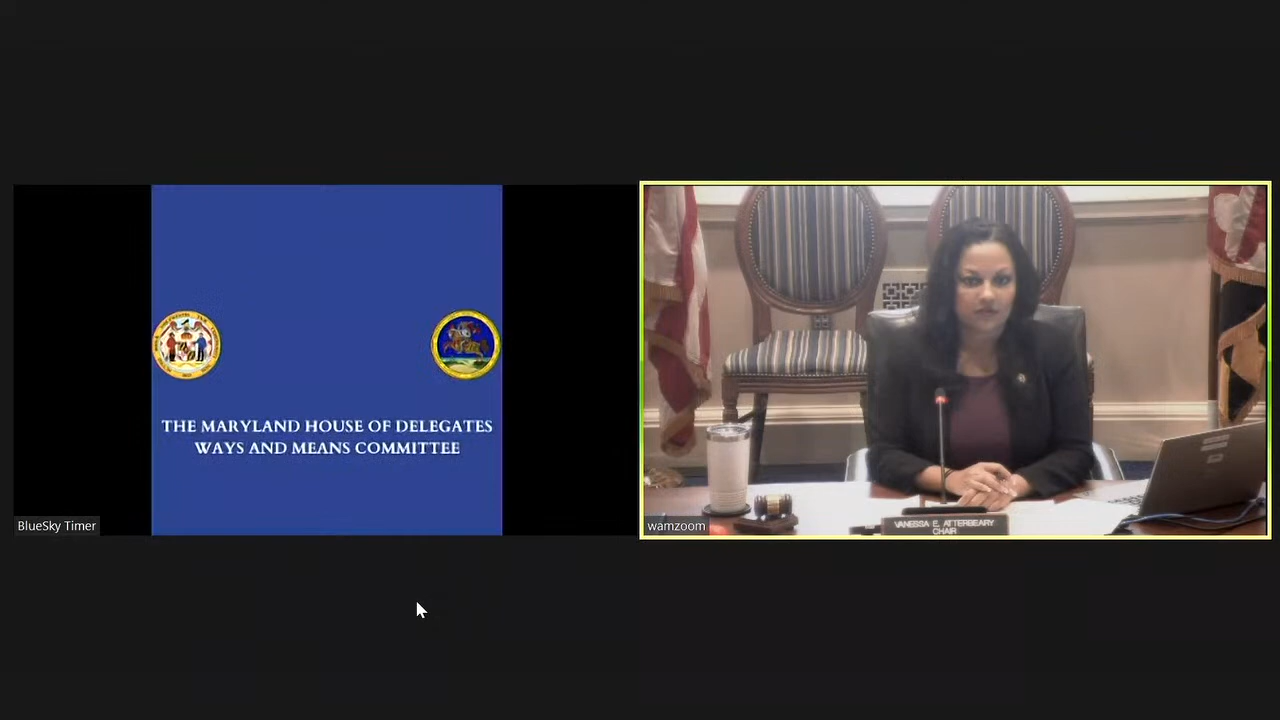 THE MARYLAND HOUSE OF DELEGATES
WAYS AND MEANS COMMITTEE
BlueSky Timer
wamzoom
VANESSA E. ATTERBEARY
CHAIR